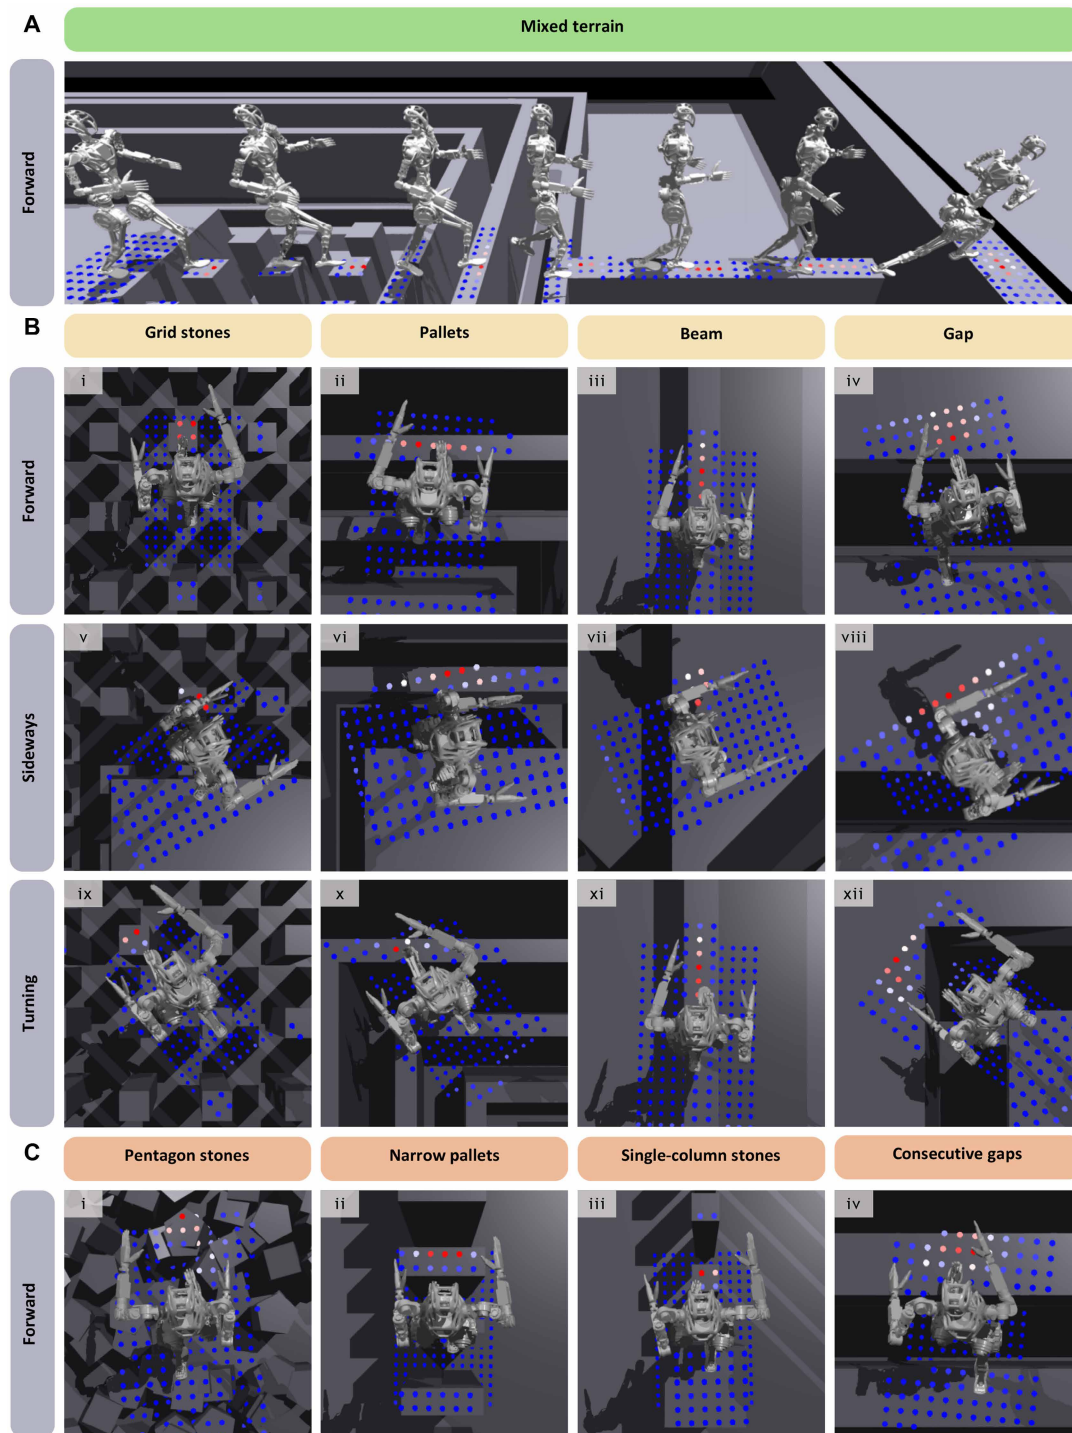 A
Mixed terrain
Forward
B
Grid stones
Pallets
Beam
Gap
Forward
i
ii
iii
iv
Sideways
v
vi
vii
viii
Turning
ix
x
xi
xii
C
Pentagon stones
Narrow pallets
Single-column stones
Consecutive gaps
Forward
i
ii
iii
iv